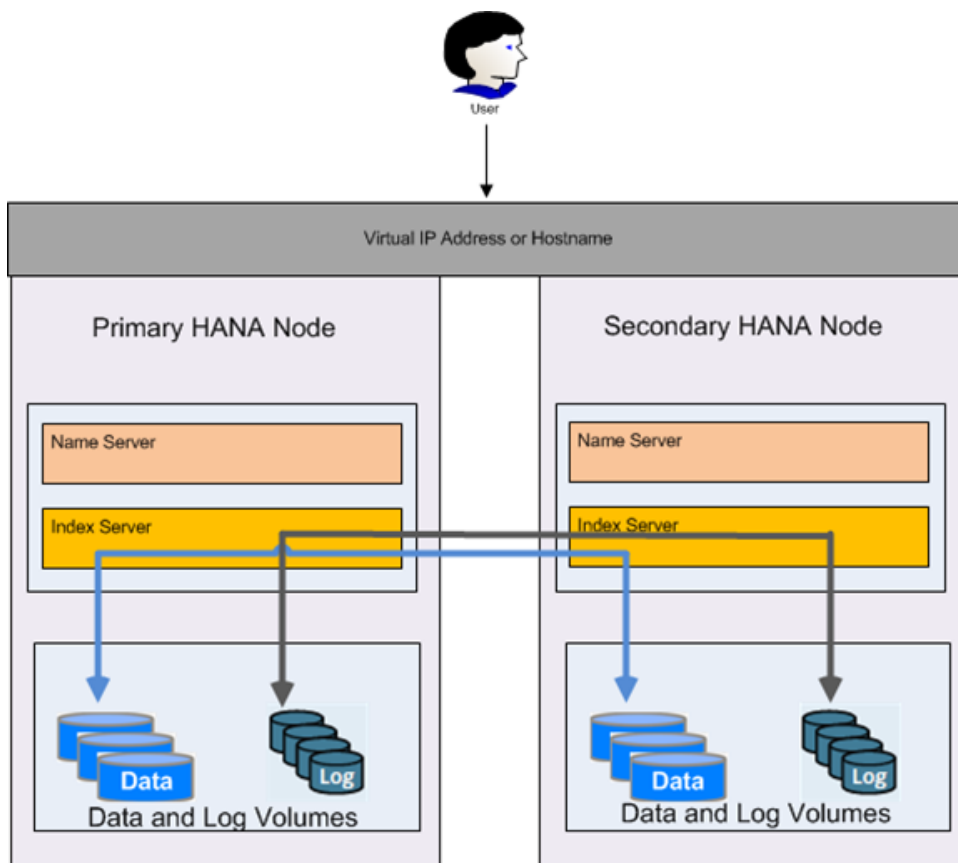 User
Virtual IP Address or Hostname
Primary HANA Node
Secondary HANA Node
Name Server
Name Server
Index Server
Index Server
Data
Log
Data
Log
Data and Log Volumes
Data and Log Volumes